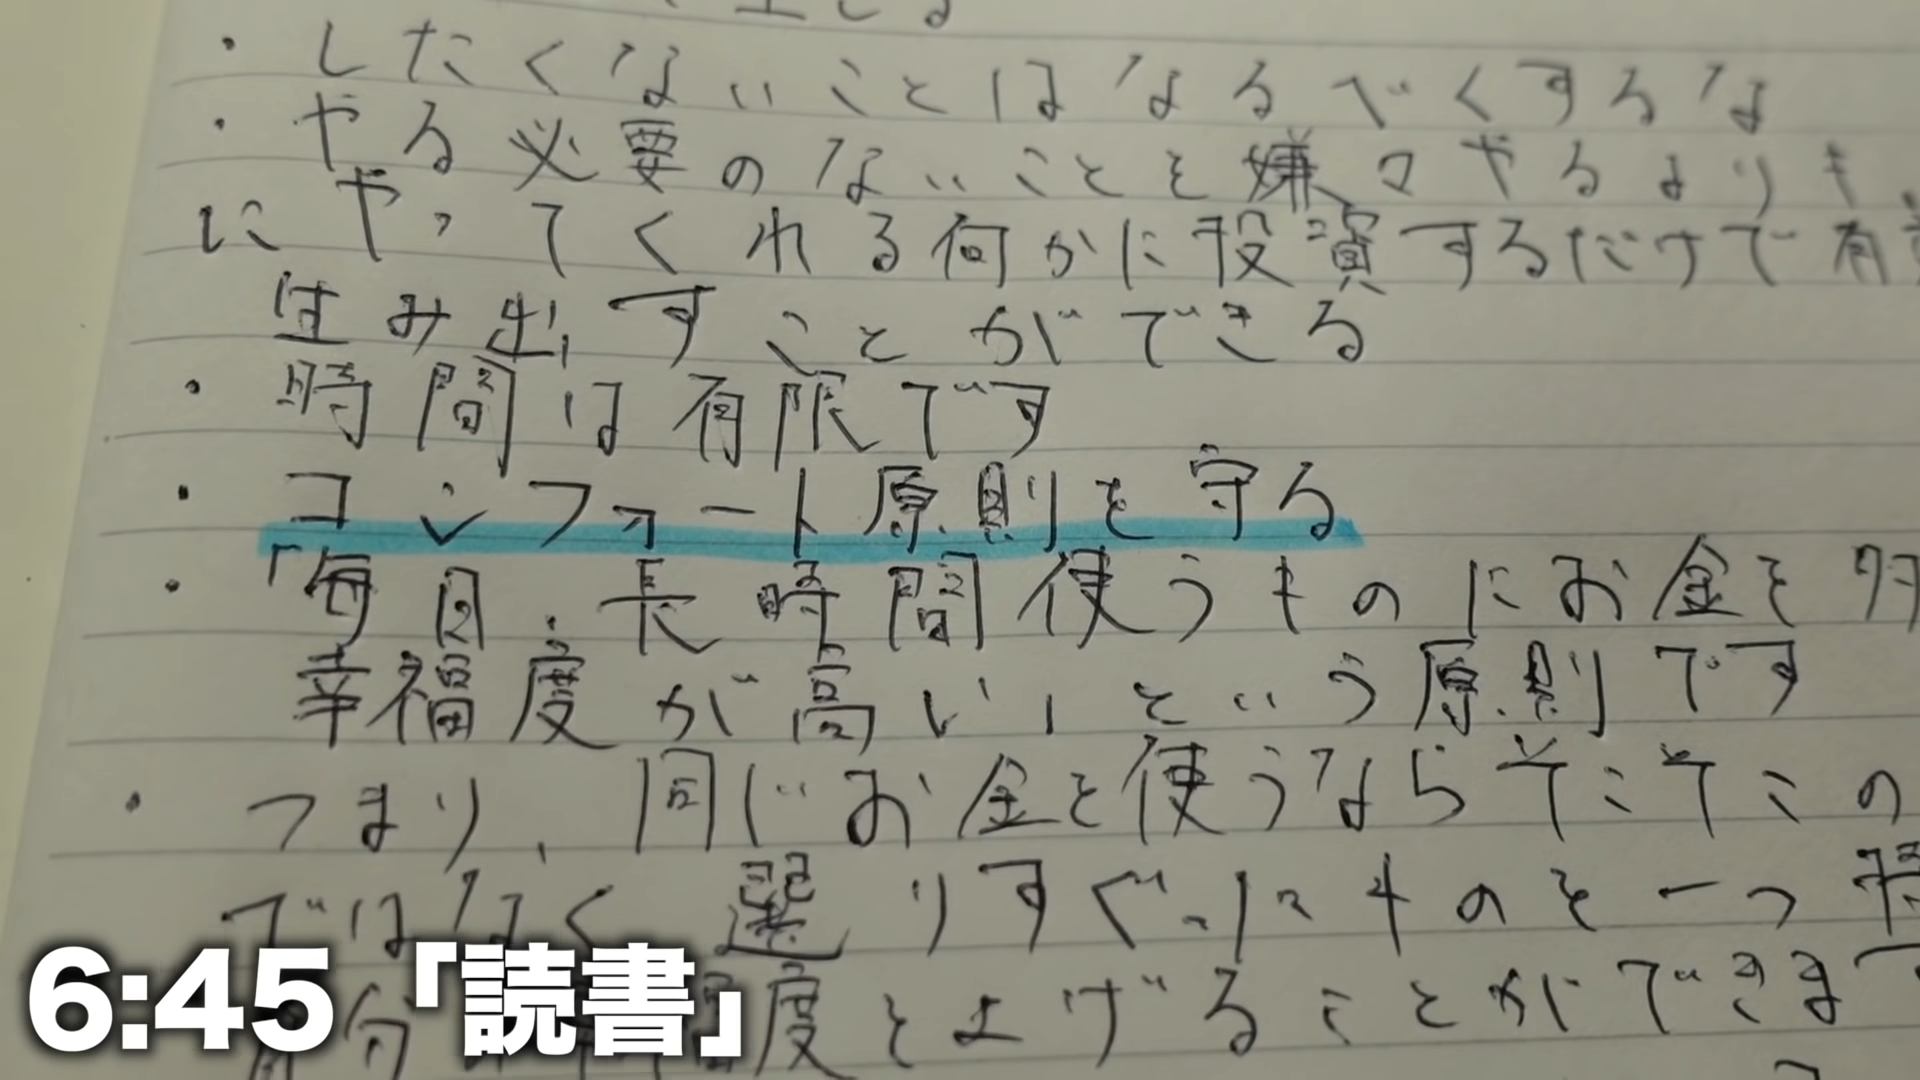 ・したくないことはなるべくするな
・やる必要のないことを嫌々やるよりも、
にやってくれる何かに投資するだけで有
生み出すことができる
・時間は有限です
・コンフォート原則を守る
・「毎日、長時間使うものにお金を
幸福度が高い」という原則です
・つまり、同じお金を使うならそこそこの
ではなく選りすぐったものを一つ
度を上げることができます
6:45「読書」